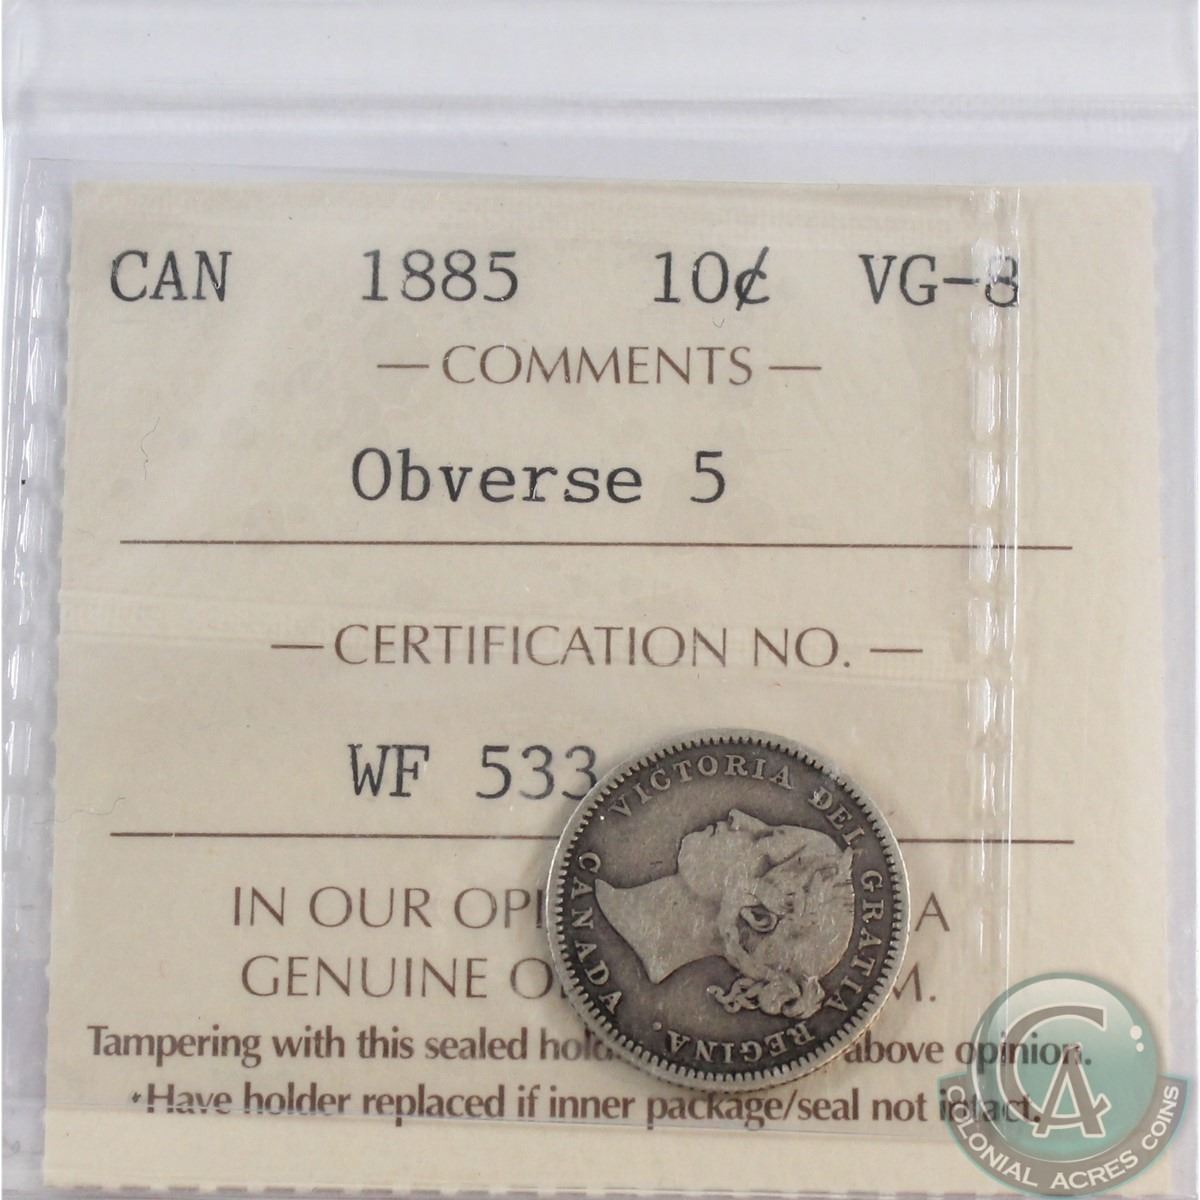 CAN 1885 10¢ VG-8
— COMMENTS —
Obverse 5
— CERTIFICATION NO. —
WF 533
VICTORIA DEI GRATIA REGINA.
CANADA
IN OUR A
GENUINE
Tampering with this sealed above opinion.
*Have holder replaced if inner package/seal not intact.
CA
COLONIAL ACRES COINS